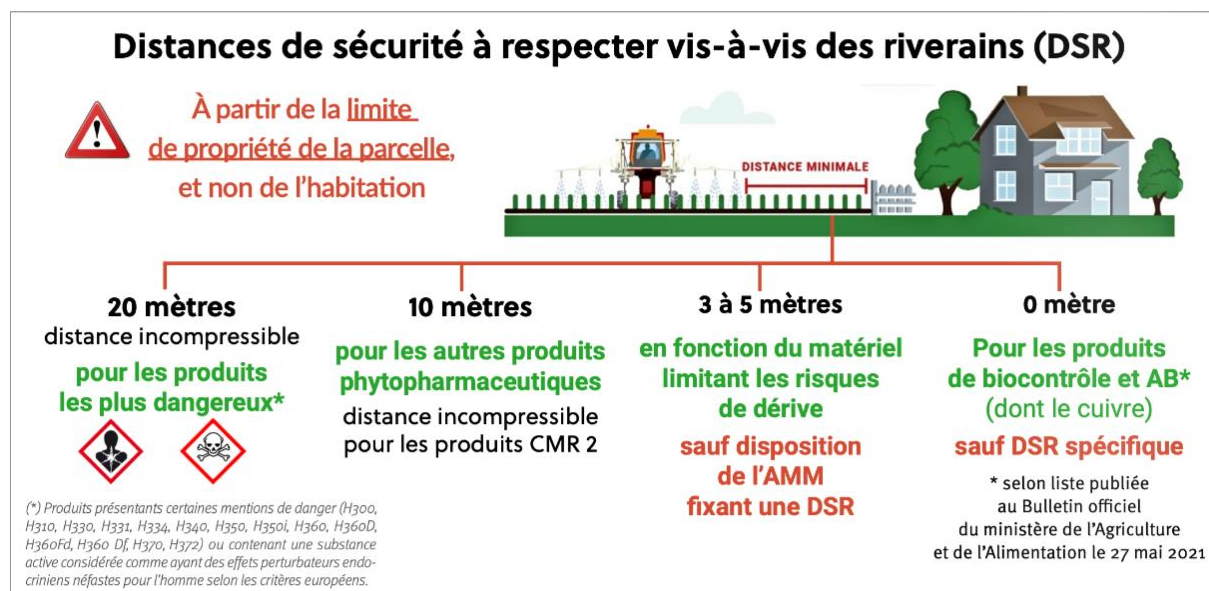 Distances de sécurité à respecter vis-à-vis des riverains (DSR)
À partir de la limite
de propriété de la parcelle,
et non de l'habitation
DISTANCE MINIMALE
20 mètres
distance incompressible
pour les produits
les plus dangereux*
(*) Produits présentants certaines mentions de danger (H300,
H310, H330, H331, H334, H340, H350, H350i, H360, H360D,
H360Fd, H360 Df, H370, H372) ou contenant une substance
active considérée comme ayant des effets perturbateurs endo-
criniens néfastes pour l'homme selon les critères européens.
10 mètres
pour les autres produits
phytopharmaceutiques
distance incompressible
pour les produits CMR 2
3 à 5 mètres
en fonction du matériel
limitant les risques
de dérive
sauf disposition
de l'AMM
fixant une DSR
0 mètre
Pour les produits
de biocontrôle et AB*
(dont le cuivre)
sauf DSR spécifique
* selon liste publiée
au Bulletin officiel
du ministère de l'Agriculture
et de l'Alimentation le 27 mai 2021